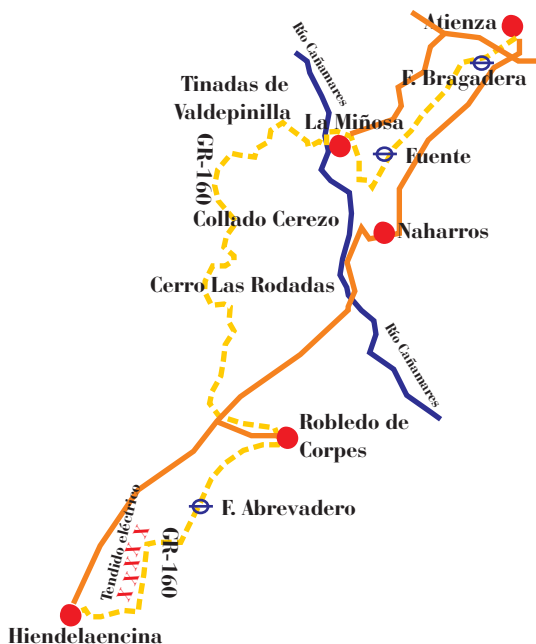 Atienza
F. Bragadera
Río Cañamares
Tinadas de
Valdepinilla
La Miñosa
Fuente
GR-160
Collado Cerezo
Naharros
Cerro Las Rodadas
Río Cañamares
Robledo de
Corpes
F. Abrevadero
Tendido eléctrico
XXXXX
GR-160
Hiendelaencina